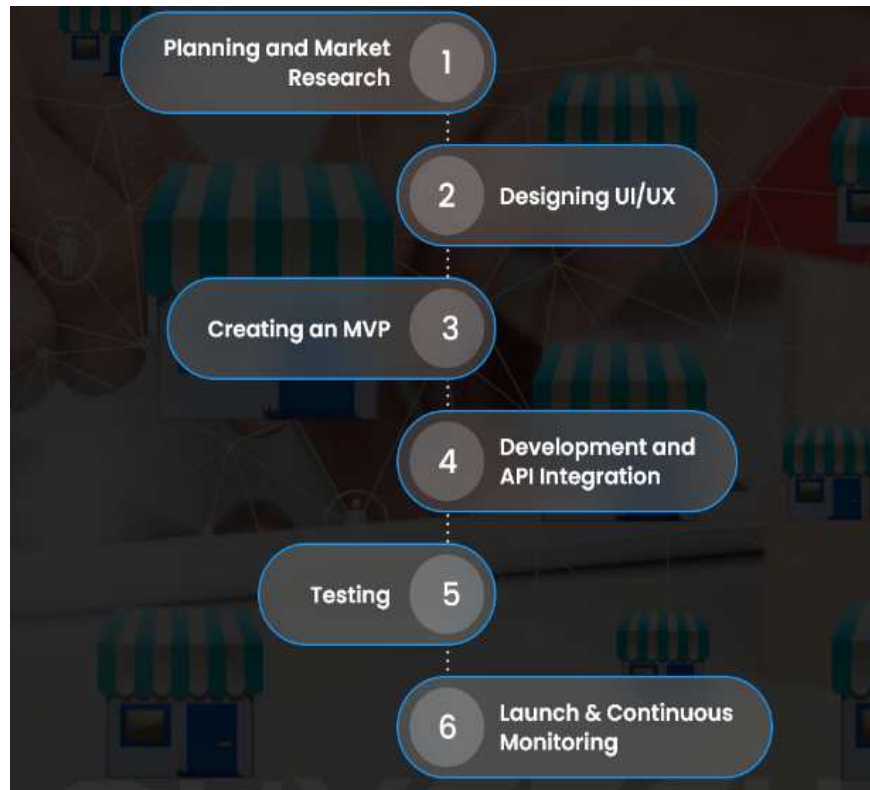 Planning and Market
Research
1
2
Designing UI/UX
Creating an MVP
3
4
Development and
API Integration
Testing
5
6
Launch & Continuous
Monitoring